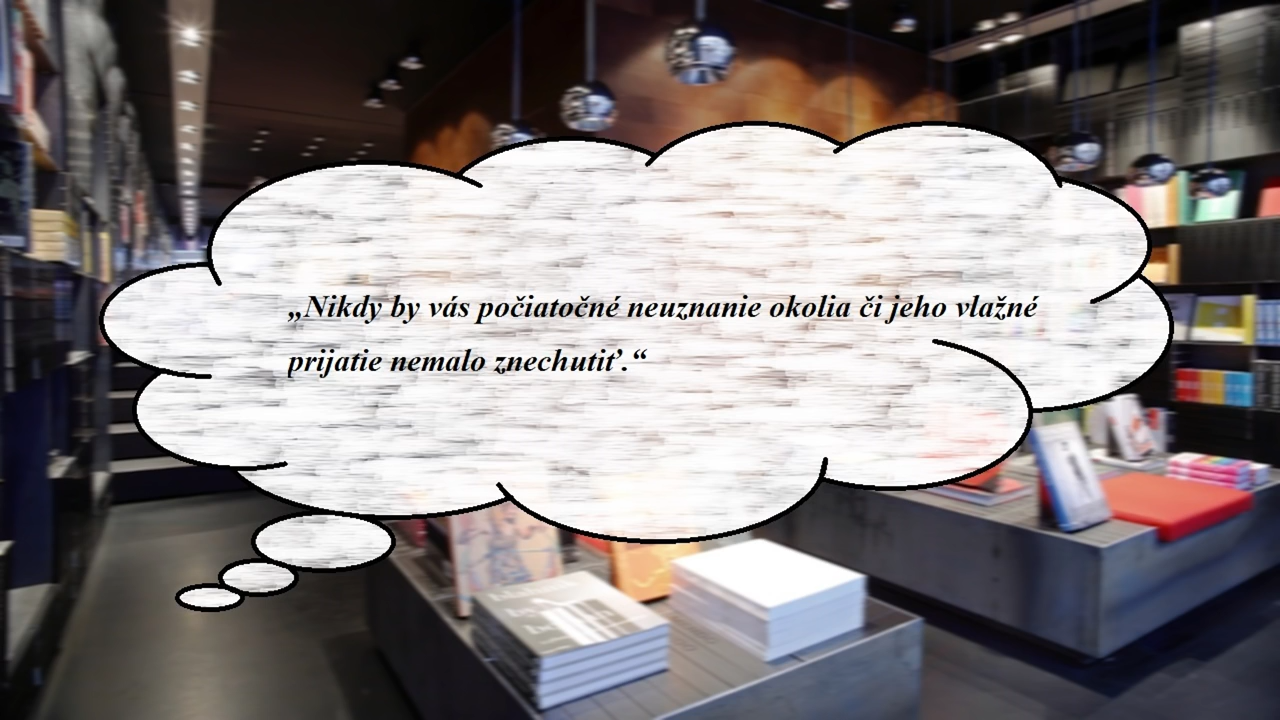 „Nikdy by vás počiatočné neuznanie okolia či jeho vlažné
prijatie nemalo znechutiť.“